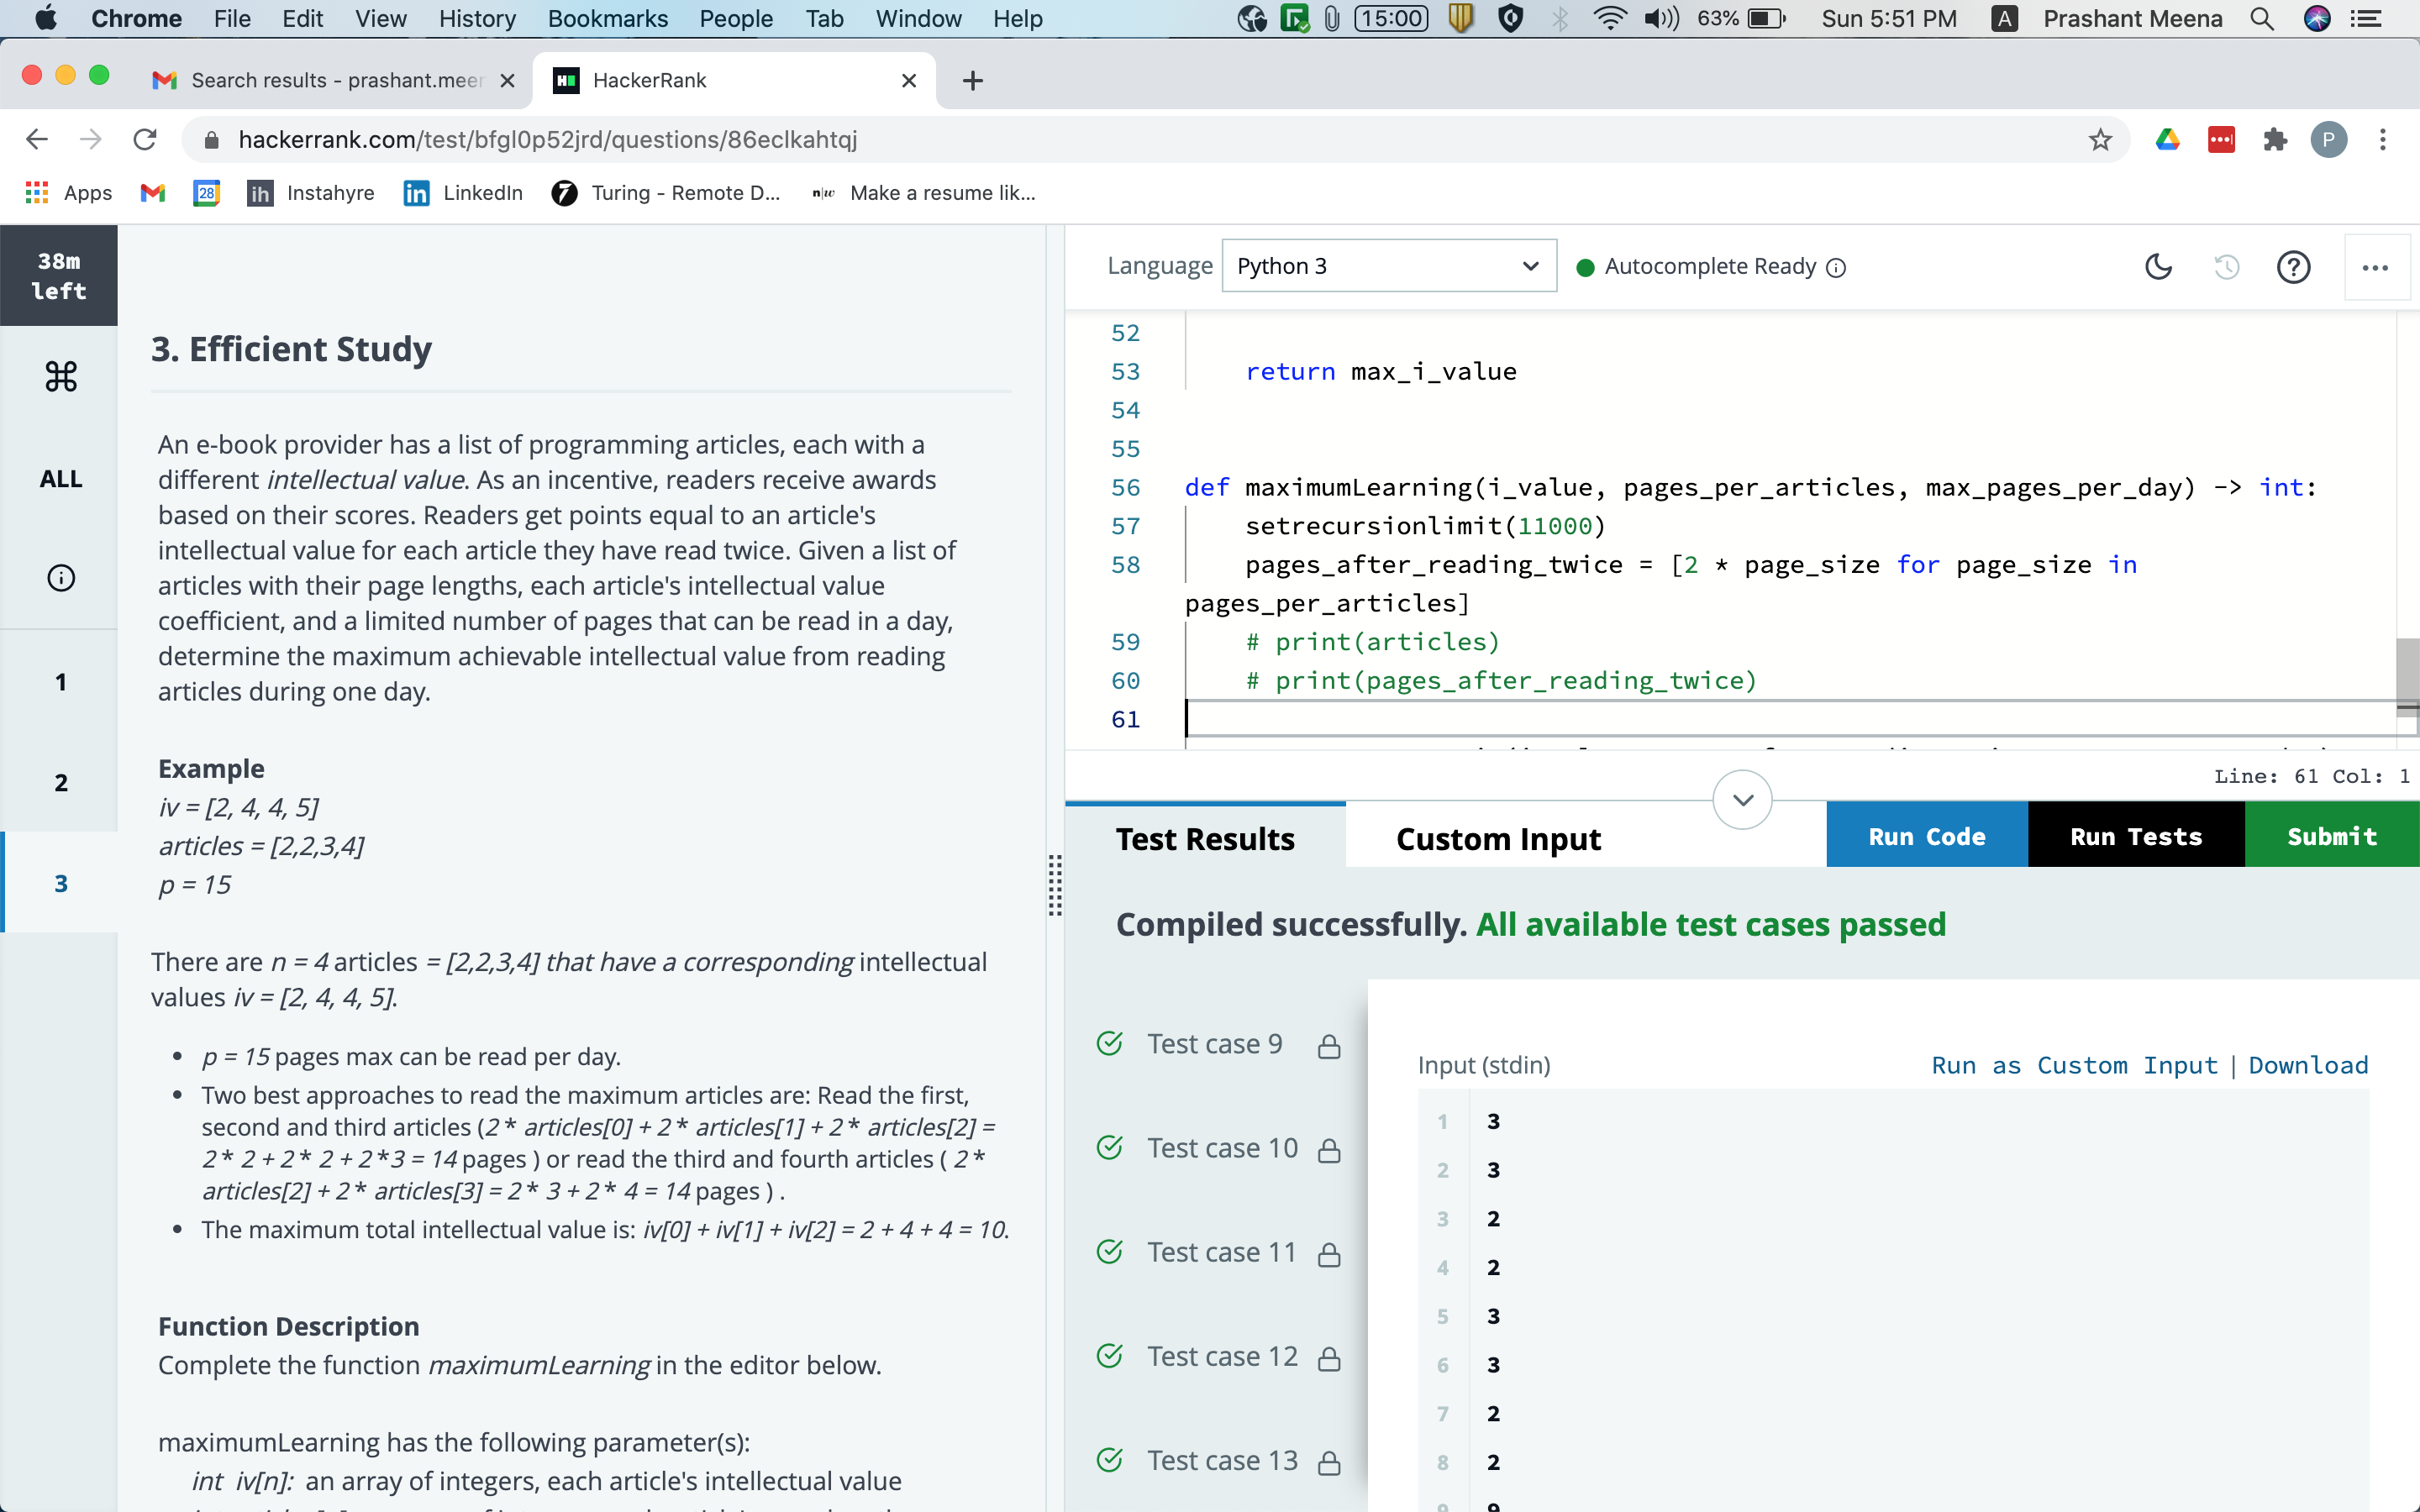 Chrome File Edit View History Bookmarks People Tab Window Help 15:00 63% Sun 5:51 PM A Prashant Meena
Search results - prashant.meer HackerRank
hackerrank.com/test/bfgl0p52jrd/questions/86eclkahtqj P
Apps 28 ih Instahyre in LinkedIn Turing - Remote D... n|w Make a resume lik...
38m
left
ALL
1
2
3
3. Efficient Study
An e-book provider has a list of programming articles, each with a
different intellectual value. As an incentive, readers receive awards
based on their scores. Readers get points equal to an article's
intellectual value for each article they have read twice. Given a list of
articles with their page lengths, each article's intellectual value
coefficient, and a limited number of pages that can be read in a day,
determine the maximum achievable intellectual value from reading
articles during one day.
Example
iv = [2, 4, 4, 5]
articles = [2,2,3,4]
p = 15
There are n = 4 articles = [2,2,3,4] that have a corresponding intellectual
values iv = [2, 4, 4, 5].
• p = 15 pages max can be read per day.
• Two best approaches to read the maximum articles are: Read the first,
second and third articles (2 * articles[0] + 2 * articles[1] + 2 * articles[2] =
2 * 2 + 2 * 2 + 2 *3 = 14 pages ) or read the third and fourth articles ( 2 *
articles[2] + 2 * articles[3] = 2 * 3 + 2 * 4 = 14 pages ) .
• The maximum total intellectual value is: iv[0] + iv[1] + iv[2] = 2 + 4 + 4 = 10.
Function Description
Complete the function maximumLearning in the editor below.
maximumLearning has the following parameter(s):
int iv[n]: an array of integers, each article's intellectual value
Language Python 3 Autocomplete Ready
52
53 return max_i_value
54
55
56 def maximumLearning(i_value, pages_per_articles, max_pages_per_day) -> int:
57 setrecursionlimit(11000)
58 pages_after_reading_twice = [2 * page_size for page_size in
pages_per_articles]
59 # print(articles)
60 # print(pages_after_reading_twice)
61
Line: 61 Col: 1
Test Results Custom Input Run Code Run Tests Submit
Compiled successfully. All available test cases passed
Test case 9
Test case 10
Test case 11
Test case 12
Test case 13
Input (stdin) Run as Custom Input | Download
1 3
2 3
3 2
4 2
5 3
6 3
7 2
8 2
9 9